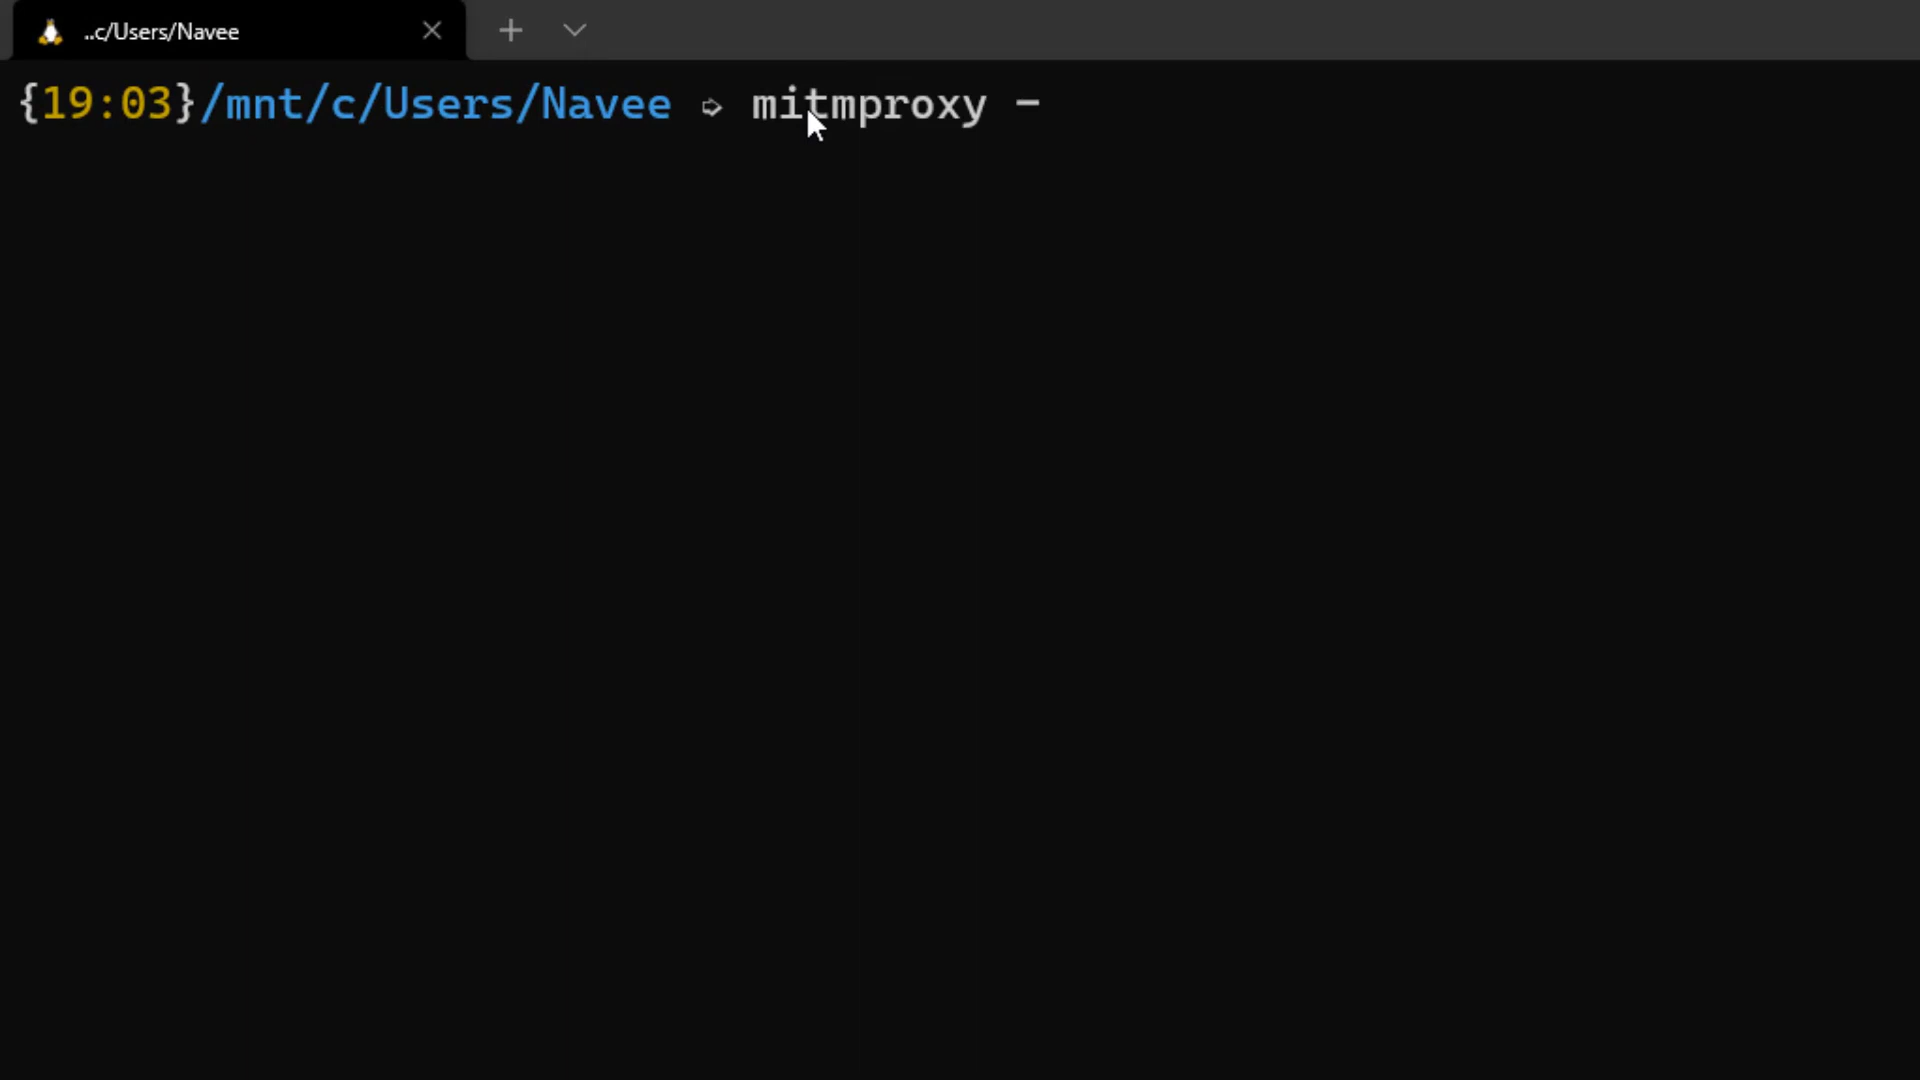 ..c/Users/Navee
{19:03}/mnt/c/Users/Navee ➩ mitmproxy -